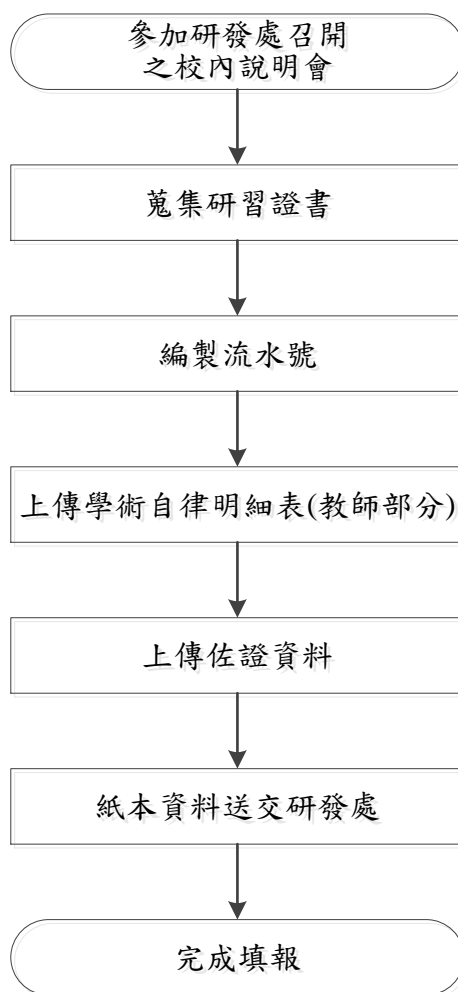 參加研發處召開
之校內說明會
蒐集研習證書
編製流水號
上傳學術自律明細表(教師部分)
上傳佐證資料
紙本資料送交研發處
完成填報